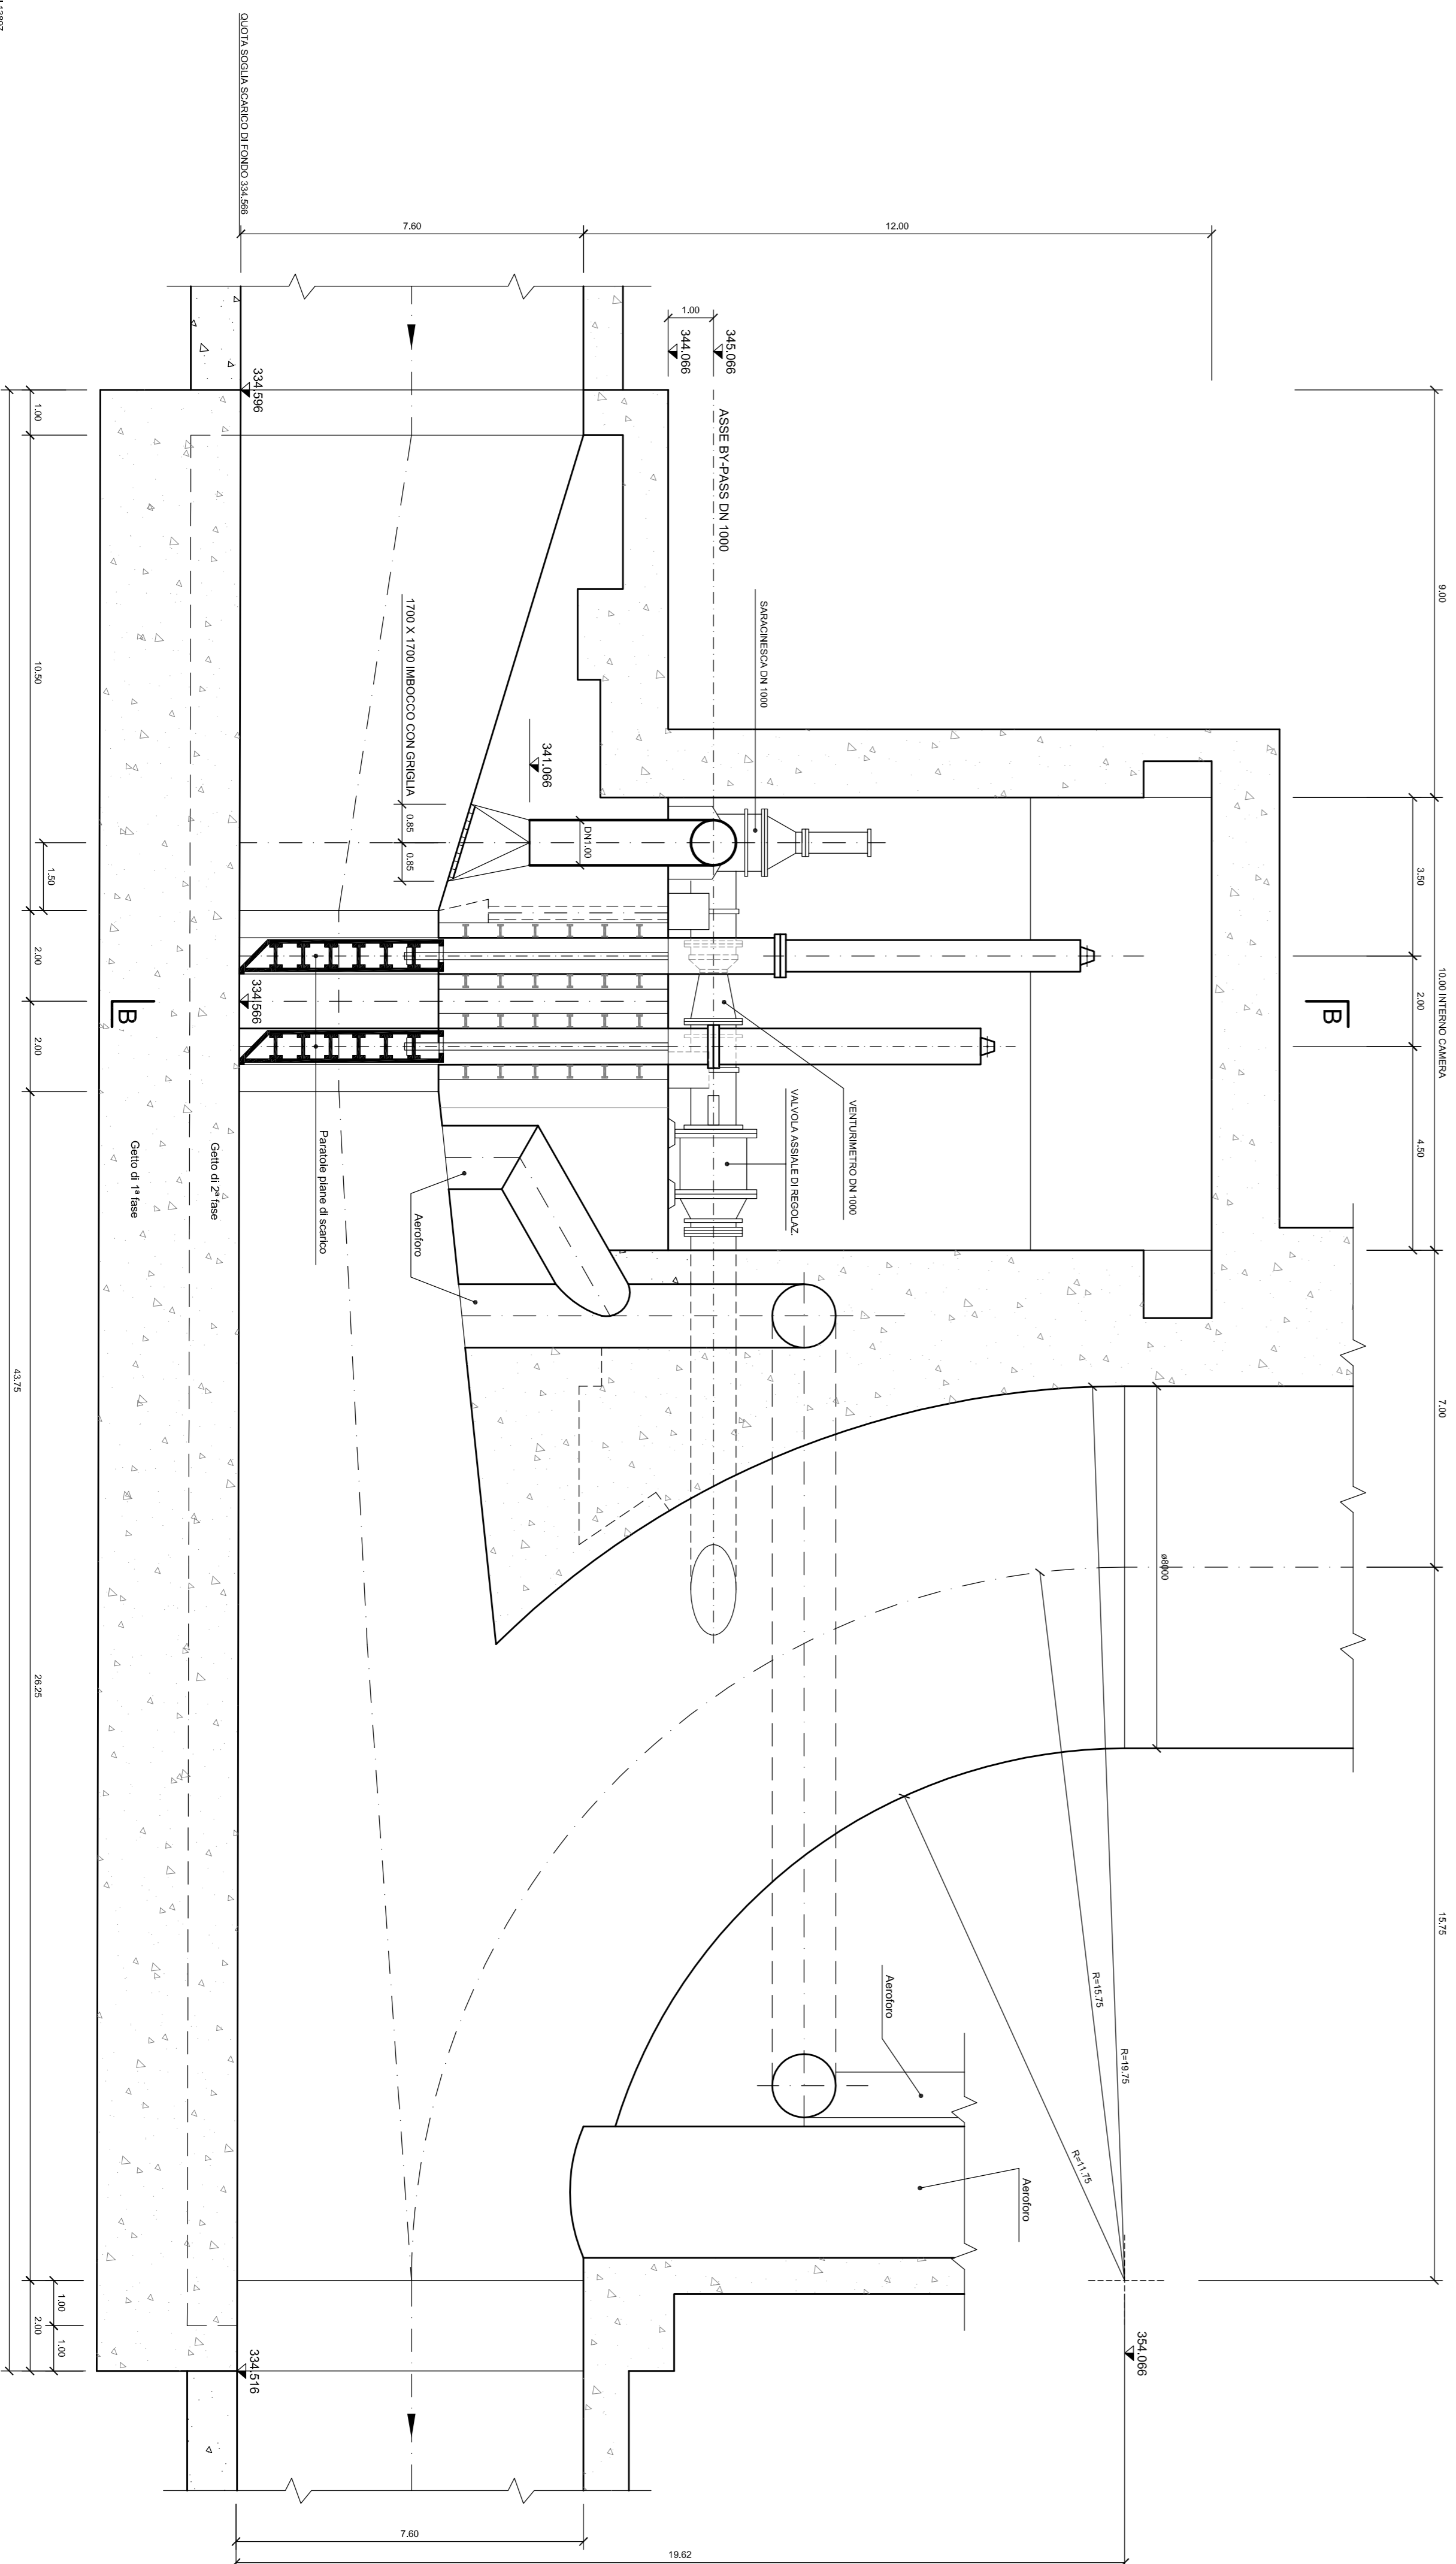 9.00
10.00 INTERNO CAMERA
7.00
15.75
3.50
2.00
4.50
B
B
12.00
7.60
1.00
345.066
344.066
ASSE BY-PASS DN 1000
SARACINESCA DN 1000
VENTURIMETRO DN 1000
VALVOLA ASSIALE DI REGOLAZ.
ø8000
R=15.75
R=19.75
R=11.75
354.066
Aeroforo
Aeroforo
Aeroforo
341.066
DN1.00
1700 X 1700 IMBOCCO CON GRIGLIA
0.85
0.85
Paratoie piane di scarico
QUOTA SOGLIA SCARICO DI FONDO 334.566
334.596
334.566
334.516
Getto di 2ª fase
Getto di 1ª fase
7.60
19.62
1.00
10.50
1.50
2.00
2.00
26.25
1.00
1.00
2.00
43.75